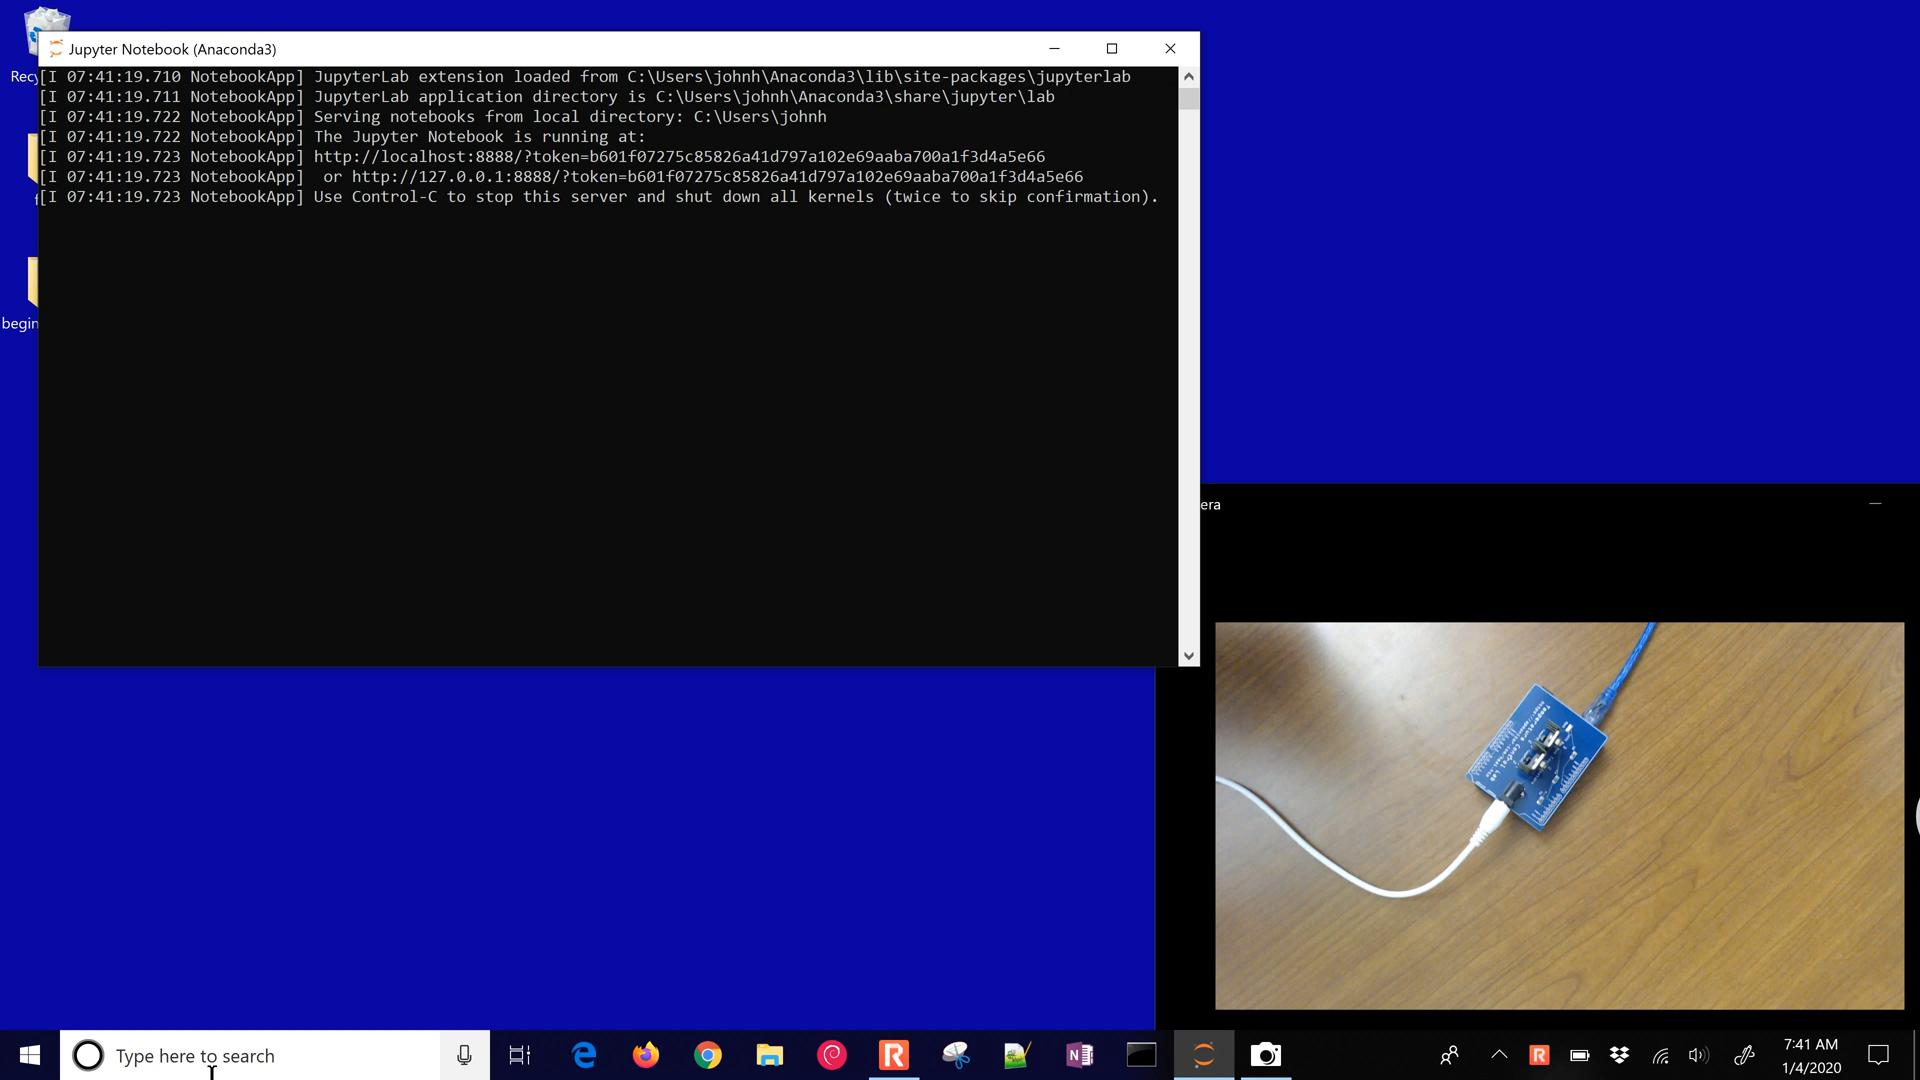 Jupyter Notebook (Anaconda3)
Recy
[I 07:41:19.710 NotebookApp] JupyterLab extension loaded from C:\Users\johnh\Anaconda3\lib\site-packages\jupyterlab
[I 07:41:19.711 NotebookApp] JupyterLab application directory is C:\Users\johnh\Anaconda3\share\jupyter\lab
[I 07:41:19.722 NotebookApp] Serving notebooks from local directory: C:\Users\johnh
[I 07:41:19.722 NotebookApp] The Jupyter Notebook is running at:
[I 07:41:19.723 NotebookApp] http://localhost:8888/?token=b601f07275c85826a41d797a102e69aaba700a1f3d4a5e66
[I 07:41:19.723 NotebookApp]  or http://127.0.0.1:8888/?token=b601f07275c85826a41d797a102e69aaba700a1f3d4a5e66
[I 07:41:19.723 NotebookApp] Use Control-C to stop this server and shut down all kernels (twice to skip confirmation).
begin
era
Temperature Control Lab
Type here to search
7:41 AM
1/4/2020